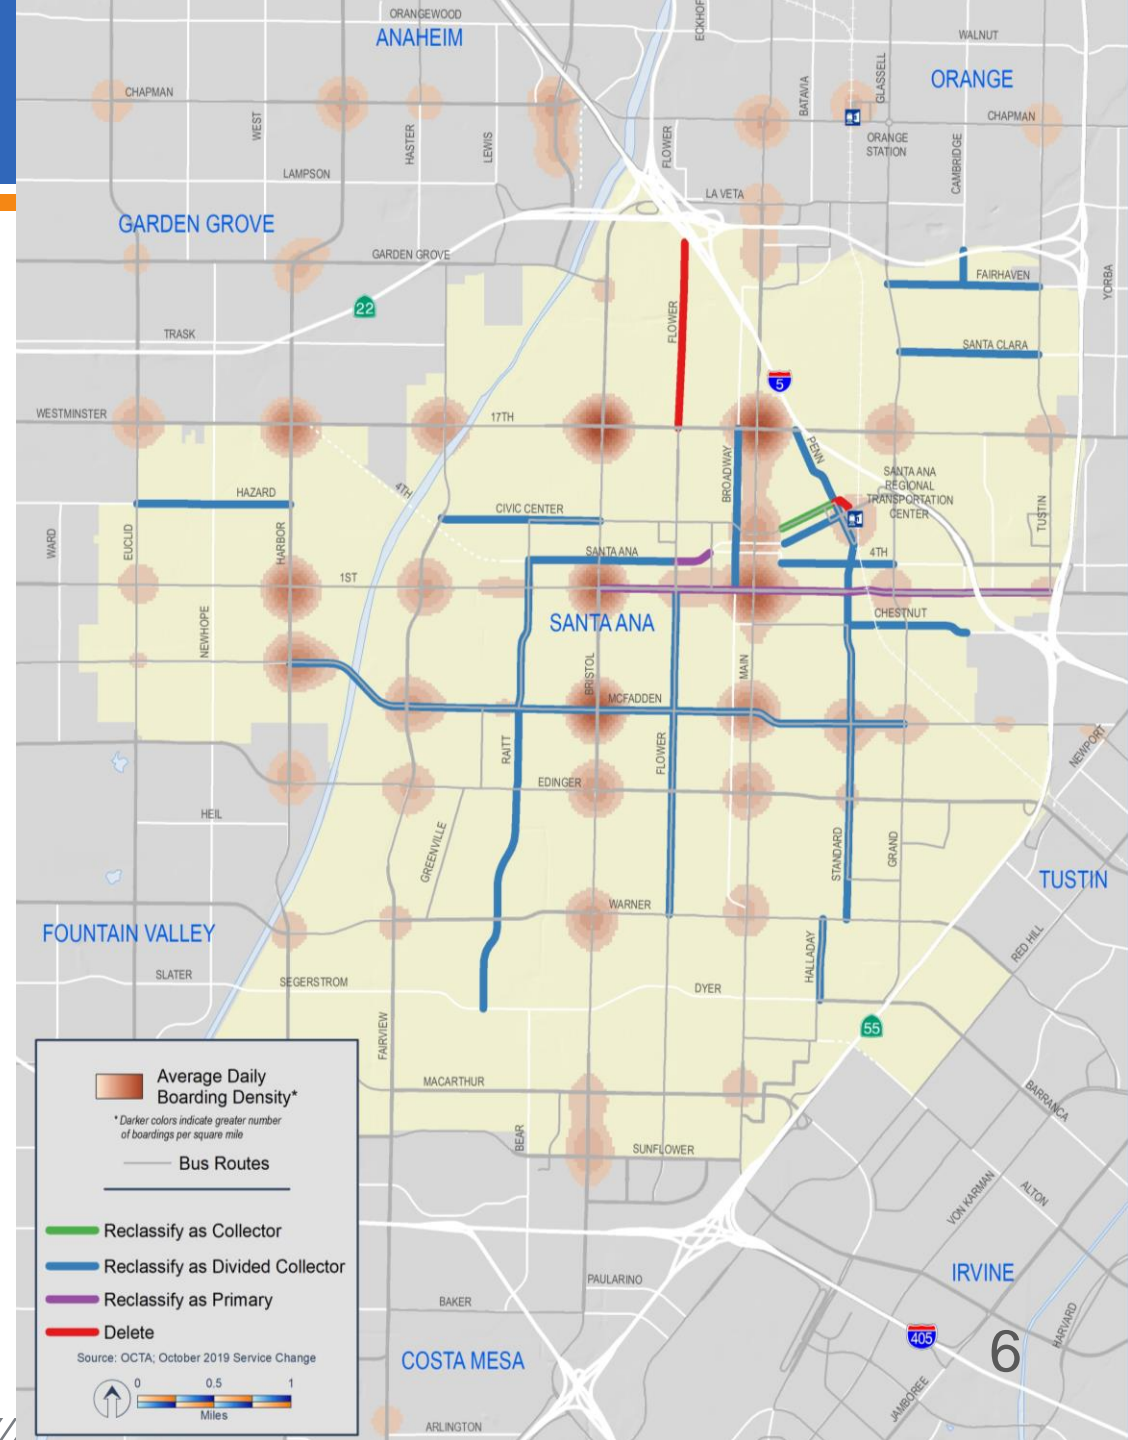 ORANGEWOOD
ECKHOF
ANAHEIM
WALNUT
ORANGE
GLASSELL
BATAVIA
CHAPMAN
CHAPMAN
WEST
HASTER
LEWIS
FLOWER
ORANGE
STATION
CAMBRIDGE
LAMPSON
LA VETA
GARDEN GROVE
GARDEN GROVE
FAIRHAVEN
YORBA
22
FLOWER
TRASK
SANTA CLARA
5
WESTMINSTER
17TH
PENN
BROADWAY
SANTA ANA
REGIONAL
TRANSPORTATION
CENTER
4TH
HAZARD
CIVIC CENTER
TUSTIN
WARD
EUCLID
HARBOR
SANTA ANA
4TH
1ST
NEWHOPE
SANTA ANA
CHESTNUT
BRISTOL
MAIN
MCFADDEN
NEWPORT
RAITT
FLOWER
EDINGER
HEIL
GREENVILLE
STANDARD
GRAND
TUSTIN
WARNER
FOUNTAIN VALLEY
RED HILL
HALLADAY
SLATER
SEGERSTROM
DYER
55
FAIRVIEW
MACARTHUR
BARRANCA
BEAR
SUNFLOWER
VON KARMAN
ALTON
PAULARINO
IRVINE
BAKER
HARVARD
405
6
COSTA MESA
JAMBOREE
ARLINGTON
Average Daily
Boarding Density*
* Darker colors indicate greater number
of boardings per square mile
Bus Routes
Reclassify as Collector
Reclassify as Divided Collector
Reclassify as Primary
Delete
Source: OCTA; October 2019 Service Change
0 0.5 1
Miles